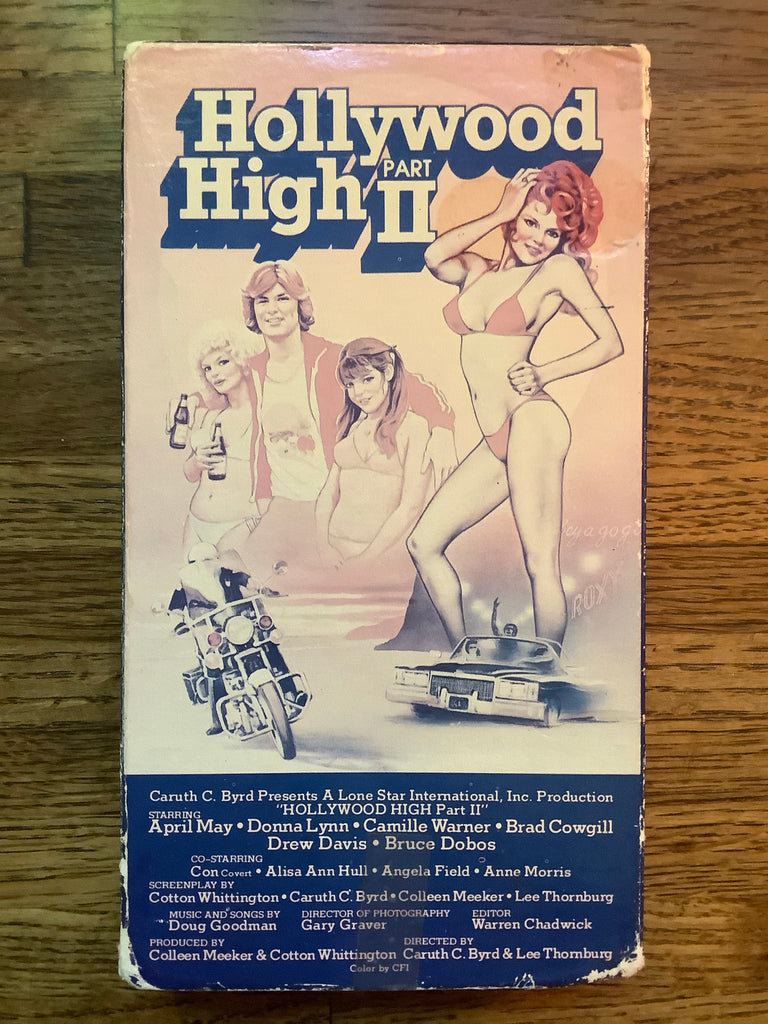 Hollywood
High PART II
ROXY
Caruth C. Byrd Presents A Lone Star International, Inc. Production
"HOLLYWOOD HIGH Part II"
STARRING
April May • Donna Lynn • Camille Warner • Brad Cowgill
Drew Davis • Bruce Dobos
CO-STARRING
Con Covert • Alisa Ann Hull • Angela Field • Anne Morris
SCREENPLAY BY
Cotton Whittington • Caruth C. Byrd • Colleen Meeker • Lee Thornburg
MUSIC AND SONGS BY DIRECTOR OF PHOTOGRAPHY EDITOR
Doug Goodman Gary Graver Warren Chadwick
PRODUCED BY DIRECTED BY
Colleen Meeker & Cotton Whittington Caruth C. Byrd & Lee Thornburg
Color by CFI